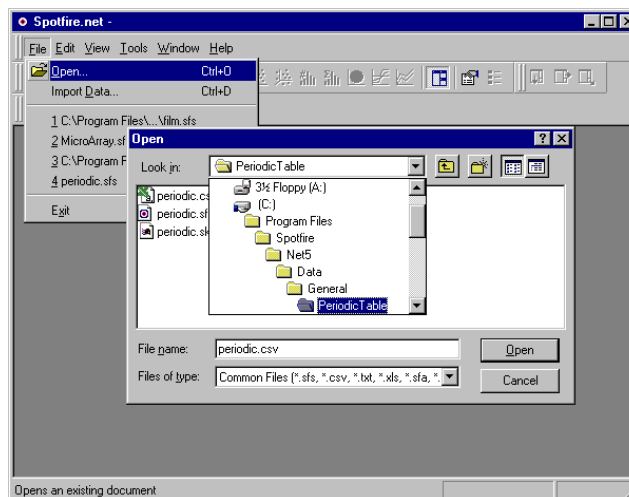 Spotfire.net -
File Edit View Tools Window Help
Open... Ctrl+O
Import Data... Ctrl+D
1 C:\Program Files\...\film.sfs
2 MicroArray.sf
3 C:\Program F
4 periodic.sfs
Exit
Open
Look in: PeriodicTable
3½ Floppy (A:)
periodic.cs
(C:)
periodic.sf
Program Files
periodic.sk
Spotfire
Net5
Data
General
PeriodicTable
File name: periodic.csv Open
Files of type: Common Files (*.sfs, *.csv, *.txt, *.xls, *.sfa, *. Cancel
Opens an existing document